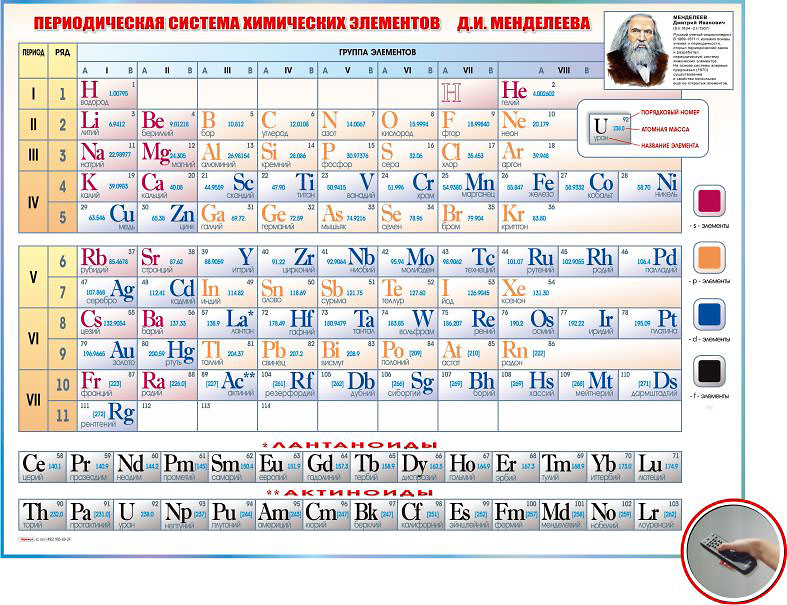 ПЕРИОДИЧЕСКАЯ СИСТЕМА ХИМИЧЕСКИХ ЭЛЕМЕНТОВ Д.И. МЕНДЕЛЕЕВА
МЕНДЕЛЕЕВ
Дмитрий Иванович
ПЕРИОД РЯД ГРУППА ЭЛЕМЕНТОВ
A I B A II B A III B A IV B A V B A VI B A VII B A VIII B
I 1 H 1 1.00795 водород H He 2 4.002602 гелий
II 2 Li 3 6.9412 литий Be 4 9.01218 бериллий B 5 10.812 бор C 6 12.0108 углерод N 7 14.0067 азот O 8 15.9994 кислород F 9 18.99840 фтор Ne 10 20.179 неон
III 3 Na 11 22.98977 натрий Mg 12 24.305 магний Al 13 26.98154 алюминий Si 14 28.086 кремний P 15 30.97376 фосфор S 16 32.06 сера Cl 17 35.453 хлор Ar 18 39.948 аргон
IV 4 K 19 39.0983 калий Ca 20 40.08 кальций 21 44.9559 Sc скандий 22 47.90 Ti титан 23 50.9415 V ванадий 24 51.996 Cr хром 25 54.9380 Mn марганец 26 55.847 Fe железо 27 58.9332 Co кобальт 28 58.70 Ni никель
5 29 63.546 Cu медь 30 65.38 Zn цинк Ga 31 69.72 галлий Ge 32 72.59 германий As 33 74.9216 мышьяк Se 34 78.96 селен Br 35 79.904 бром Kr 36 83.80 криптон
V 6 Rb 37 85.4678 рубидий Sr 38 87.62 стронций 39 88.9059 Y иттрий 40 91.22 Zr цирконий 41 92.9064 Nb ниобий 42 95.94 Mo молибден 43 98.9062 Tc технеций 44 101.07 Ru рутений 45 102.9055 Rh родий 46 106.4 Pd палладий
7 47 107.868 Ag серебро 48 112.41 Cd кадмий In 49 114.82 индий Sn 50 118.69 олово Sb 51 121.75 сурьма Te 52 127.60 теллур I 53 126.9045 йод Xe 54 131.30 ксенон
VI 8 Cs 55 132.9054 цезий Ba 56 137.33 барий 57 138.9 La* лантан 72 178.49 Hf гафний 73 180.9479 Ta тантал 74 183.85 W вольфрам 75 186.207 Re рений 76 190.2 Os осмий 77 192.22 Ir иридий 78 195.09 Pt платина
9 79 196.9665 Au золото 80 200.59 Hg ртуть Tl 81 204.37 таллий Pb 82 207.2 свинец Bi 83 208.9 висмут Po 84 [209] полоний At 85 [210] астат Rn 86 [222] радон
VII 10 Fr 87 [223] франций Ra 88 [226.0] радий 89 [227] Ac** актиний 104 [261] Rf резерфордий 105 [262] Db дубний 106 [266] Sg сиборгий 107 [269] Bh борий 108 [269] Hs хассий 109 [268] Mt мейтнерий 110 [271] Ds дармштадтий
11 111 [272] Rg рентгений 112 113 114
92 U 238.0 уран
ПОРЯДКОВЫЙ НОМЕР
АТОМНАЯ МАССА
НАЗВАНИЕ ЭЛЕМЕНТА
- s - элементы
- p - элементы
- d - элементы
- f - элементы
*ЛАНТАНОИДЫ
Ce 58 140.1 церий Pr 59 140.9 празеодим Nd 60 144.2 неодим Pm 61 [145] прометий Sm 62 150.4 самарий Eu 63 151.9 европий Gd 64 157.3 гадолиний Tb 65 158.9 тербий Dy 66 162.5 диспрозий Ho 67 164.9 гольмий Er 68 167.3 эрбий Tm 69 168.9 тулий Yb 70 173.0 иттербий Lu 71 174.9 лютеций
**АКТИНОИДЫ
Th 90 232.0 торий Pa 91 [231.0] протактиний U 92 238.0 уран Np 93 [237] нептуний Pu 94 [244] плутоний Am 95 [243] америций Cm 96 [247] кюрий Bk 97 [247] берклий Cf 98 [251] калифорний Es 99 [252] эйнштейний Fm 100 [257] фермий Md 101 [258] менделевий No 102 [259] нобелий Lr 103 [262] лоуренсий